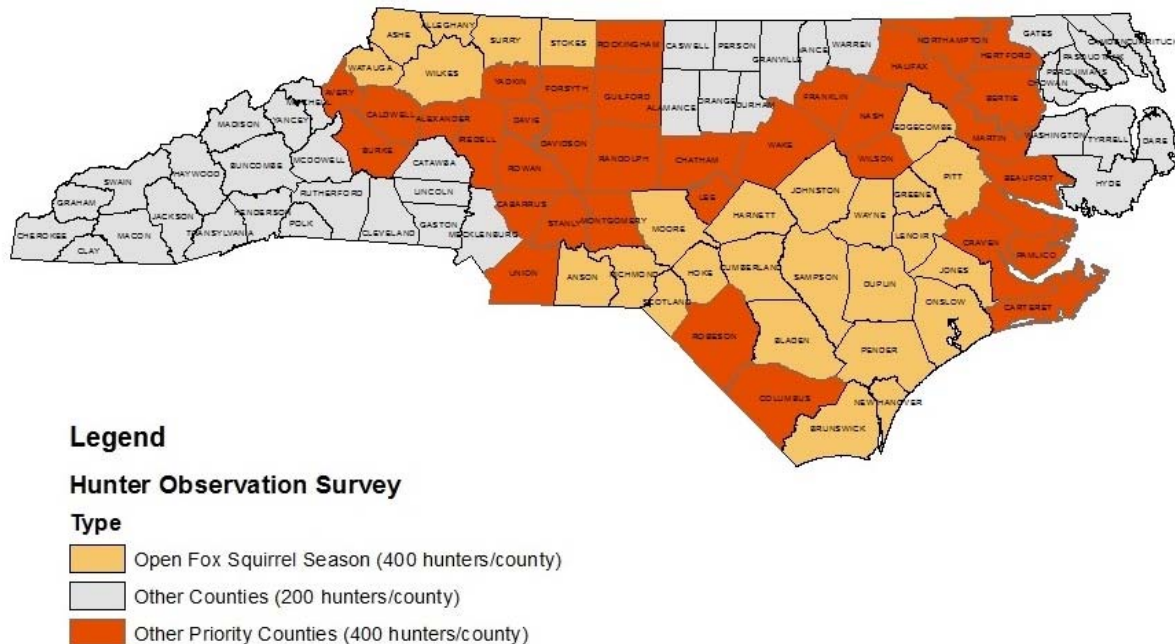 ALLEGHANY
ASHE
SURRY
STOKES
ROCKINGHAM
CASWELL
PERSON
GRANVILLE
VANCE
WARREN
NORTHAMPTON
GATES
HERTFORD
HALIFAX
PASQUOTANK
PERQUIMANS
CHOWAN
WATAUGA
WILKES
YADKIN
FORSYTH
GUILFORD
ALAMANCE
ORANGE
DURHAM
FRANKLIN
NASH
BERTIE
AVERY
YANCEY
MADISON
CALDWELL
ALEXANDER
IREDELL
DAVIE
DAVIDSON
RANDOLPH
CHATHAM
WAKE
EDGECOMBE
MARTIN
WASHINGTON
TYRRELL
DARE
BURKE
CATAWBA
ROWAN
WILSON
PITT
BEAUFORT
HYDE
BUNCOMBE
MCDOWELL
HAYWOOD
SWAIN
GRAHAM
RUTHERFORD
LINCOLN
CABARRUS
STANLY
MONTGOMERY
LEE
MOORE
HARNETT
JOHNSTON
WAYNE
GREENE
LENOIR
CRAVEN
PAMLICO
CHEROKEE
CLAY
MACON
JACKSON
TRANSYLVANIA
HENDERSON
POLK
CLEVELAND
GASTON
MECKLENBURG
UNION
ANSON
RICHMOND
SCOTLAND
HOKE
CUMBERLAND
SAMPSON
DUPLIN
JONES
ONSLOW
CARTERET
ROBESON
BLADEN
PENDER
COLUMBUS
NEW HANOVER
BRUNSWICK
Legend
Hunter Observation Survey
Type
Open Fox Squirrel Season (400 hunters/county)
Other Counties (200 hunters/county)
Other Priority Counties (400 hunters/county)